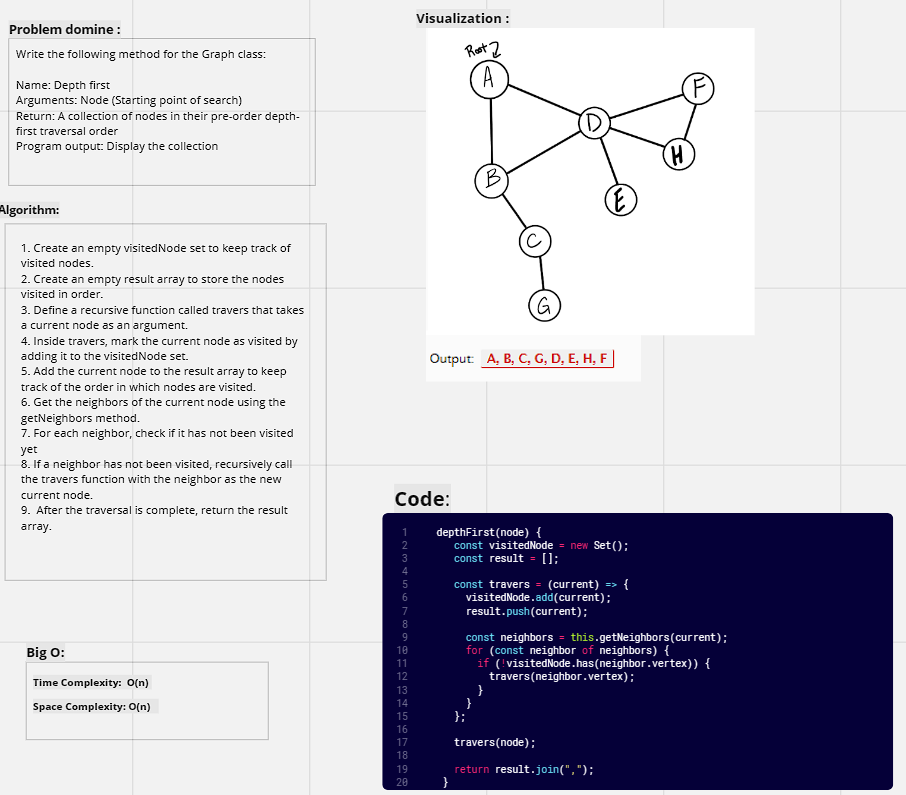 Problem domine :
Write the following method for the Graph class:
Name: Depth first
Arguments: Node (Starting point of search)
Return: A collection of nodes in their pre-order depth-
first traversal order
Program output: Display the collection
Algorithm:
1. Create an empty visitedNode set to keep track of
visited nodes.
2. Create an empty result array to store the nodes
visited in order.
3. Define a recursive function called travers that takes
a current node as an argument.
4. Inside travers, mark the current node as visited by
adding it to the visitedNode set.
5. Add the current node to the result array to keep
track of the order in which nodes are visited.
6. Get the neighbors of the current node using the
getNeighbors method.
7. For each neighbor, check if it has not been visited
yet
8. If a neighbor has not been visited, recursively call
the travers function with the neighbor as the new
current node.
9. After the traversal is complete, return the result
array.
Big O:
Time Complexity: O(n)
Space Complexity: O(n)
Visualization :
Root
A
F
D
H
B
E
C
G
Output: A, B, C, G, D, E, H, F
Code:
1 depthFirst(node) {
2 const visitedNode = new Set();
3 const result = [];
4
5 const travers = (current) => {
6 visitedNode.add(current);
7 result.push(current);
8
9 const neighbors = this.getNeighbors(current);
10 for (const neighbor of neighbors) {
11 if (!visitedNode.has(neighbor.vertex)) {
12 travers(neighbor.vertex);
13 }
14 }
15 };
16
17 travers(node);
18
19 return result.join(",");
20 }